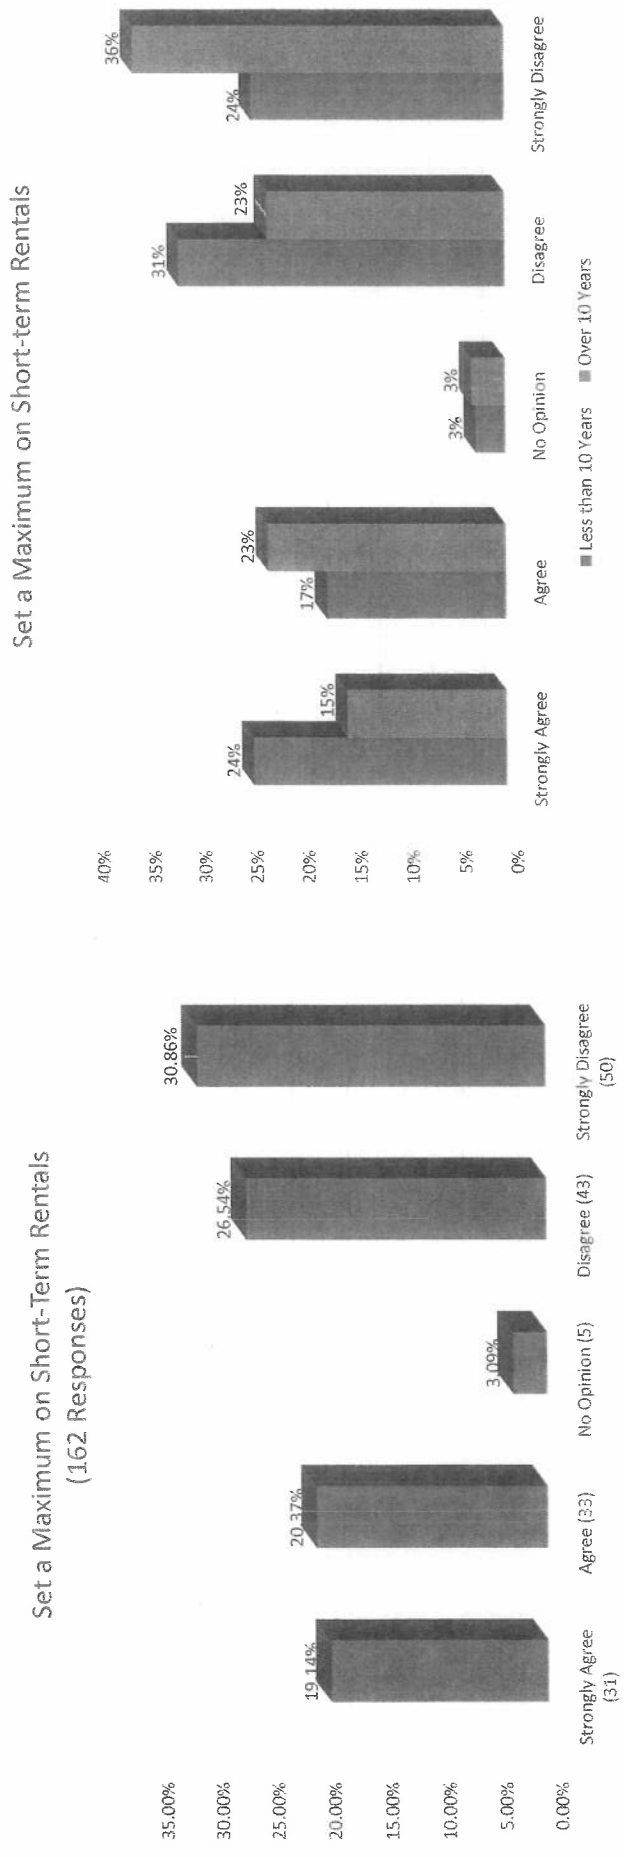 Set a Maximum on Short-Term Rentals
(162 Responses)
35.00%
30.00%
25.00%
20.00%
15.00%
10.00%
5.00%
0.00%
19.14%
20.37%
3.09%
26.54%
30.86%
Strongly Agree
(31)
Agree (33)
No Opinion (5)
Disagree (43)
Strongly Disagree
(50)
Set a Maximum on Short-term Rentals
40%
35%
30%
25%
20%
15%
10%
5%
0%
24%
15%
17%
23%
3%
3%
31%
23%
24%
36%
Strongly Agree
Agree
No Opinion
Disagree
Strongly Disagree
Less than 10 Years
Over 10 Years